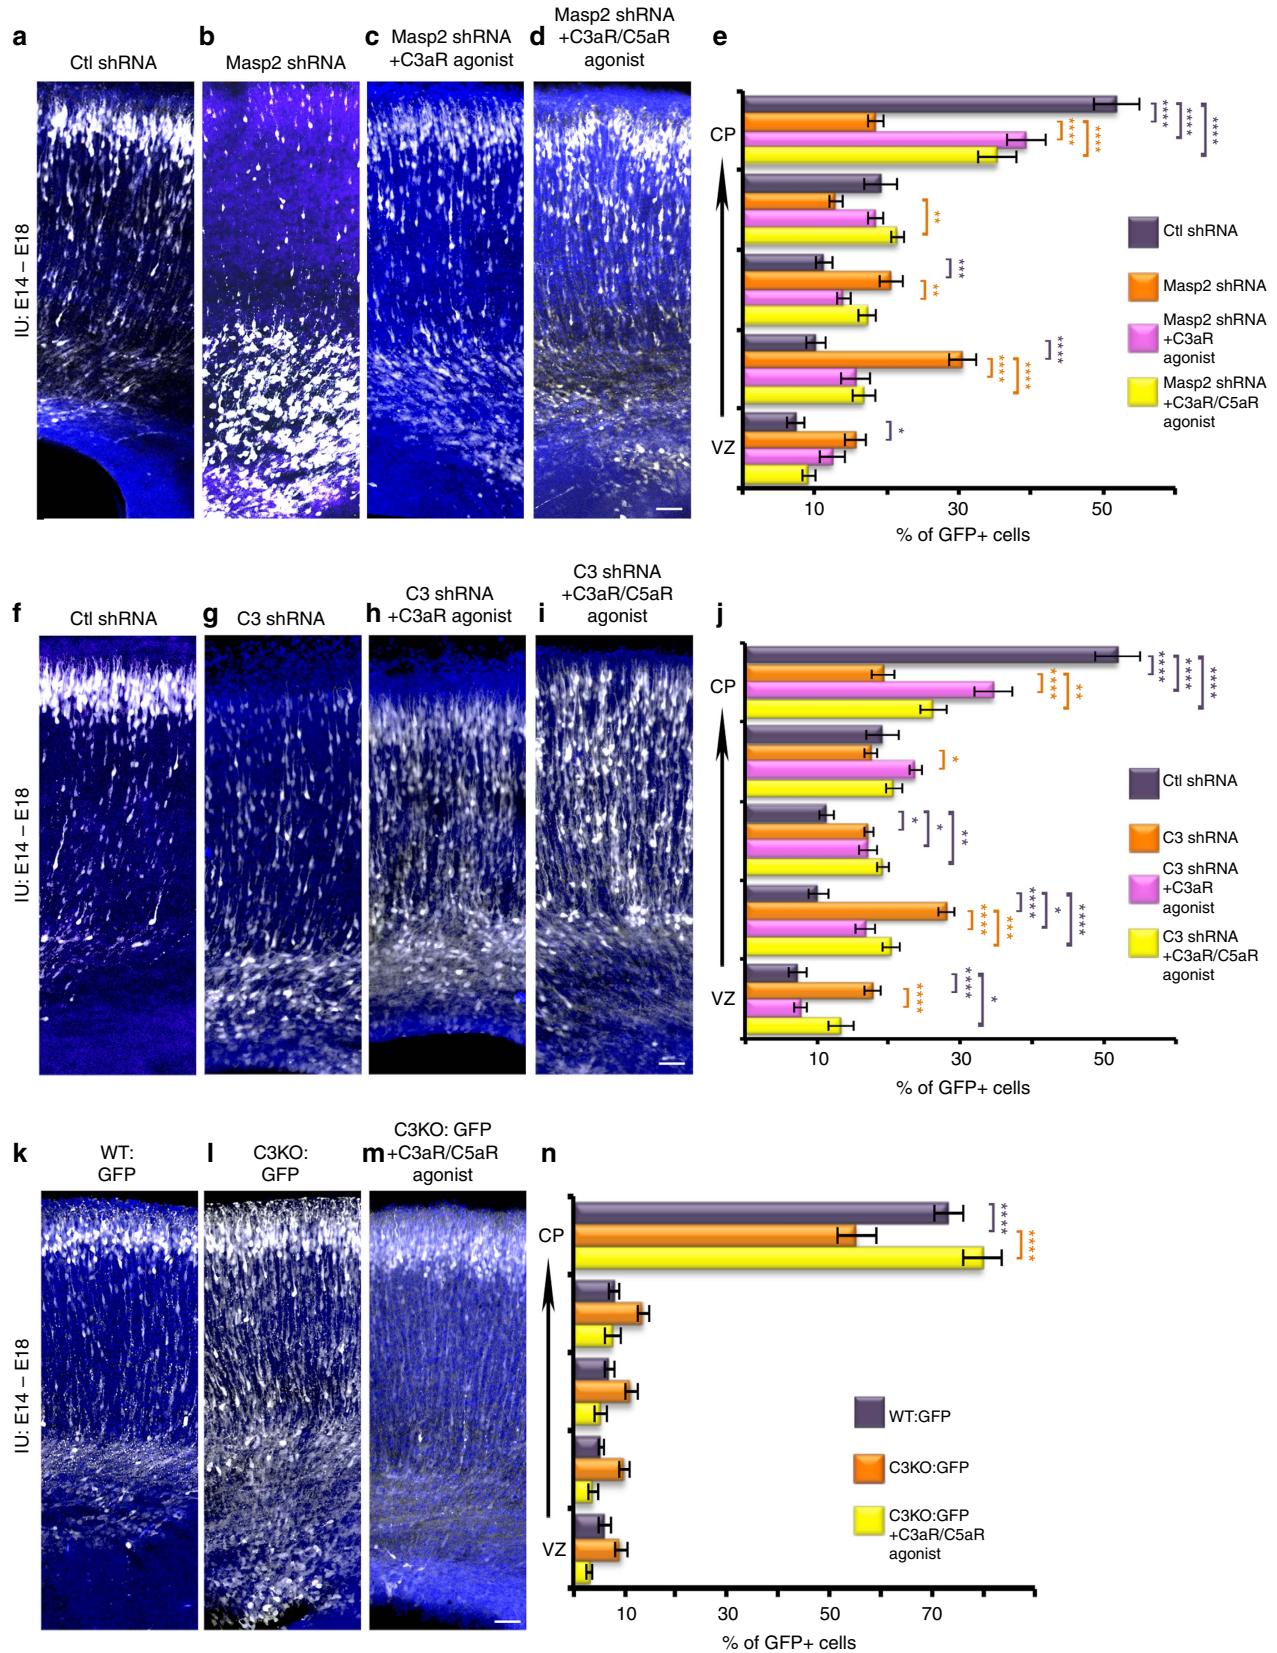 a
Ctl shRNA
b
Masp2 shRNA
c
Masp2 shRNA
+C3aR agonist
d
Masp2 shRNA
+C3aR/C5aR
agonist
e
IU: E14 – E18
CP
VZ
****
****
****
****
****
**
***
**
****
****
****
*
10
30
50
% of GFP+ cells
Ctl shRNA
Masp2 shRNA
Masp2 shRNA
+C3aR
agonist
Masp2 shRNA
+C3aR/C5aR
agonist
f
Ctl shRNA
g
C3 shRNA
h
C3 shRNA
+C3aR agonist
i
C3 shRNA
+C3aR/C5aR
agonist
j
IU: E14 – E18
CP
VZ
****
**
****
****
****
*
*
*
**
****
***
****
*
****
****
****
*
10
30
50
% of GFP+ cells
Ctl shRNA
C3 shRNA
C3 shRNA
+C3aR
agonist
C3 shRNA
+C3aR/C5aR
agonist
k
WT:
GFP
l
C3KO:
GFP
m
C3KO: GFP
+C3aR/C5aR
agonist
n
IU: E14 – E18
CP
VZ
****
****
10
30
50
70
% of GFP+ cells
WT:GFP
C3KO:GFP
C3KO:GFP
+C3aR/C5aR
agonist